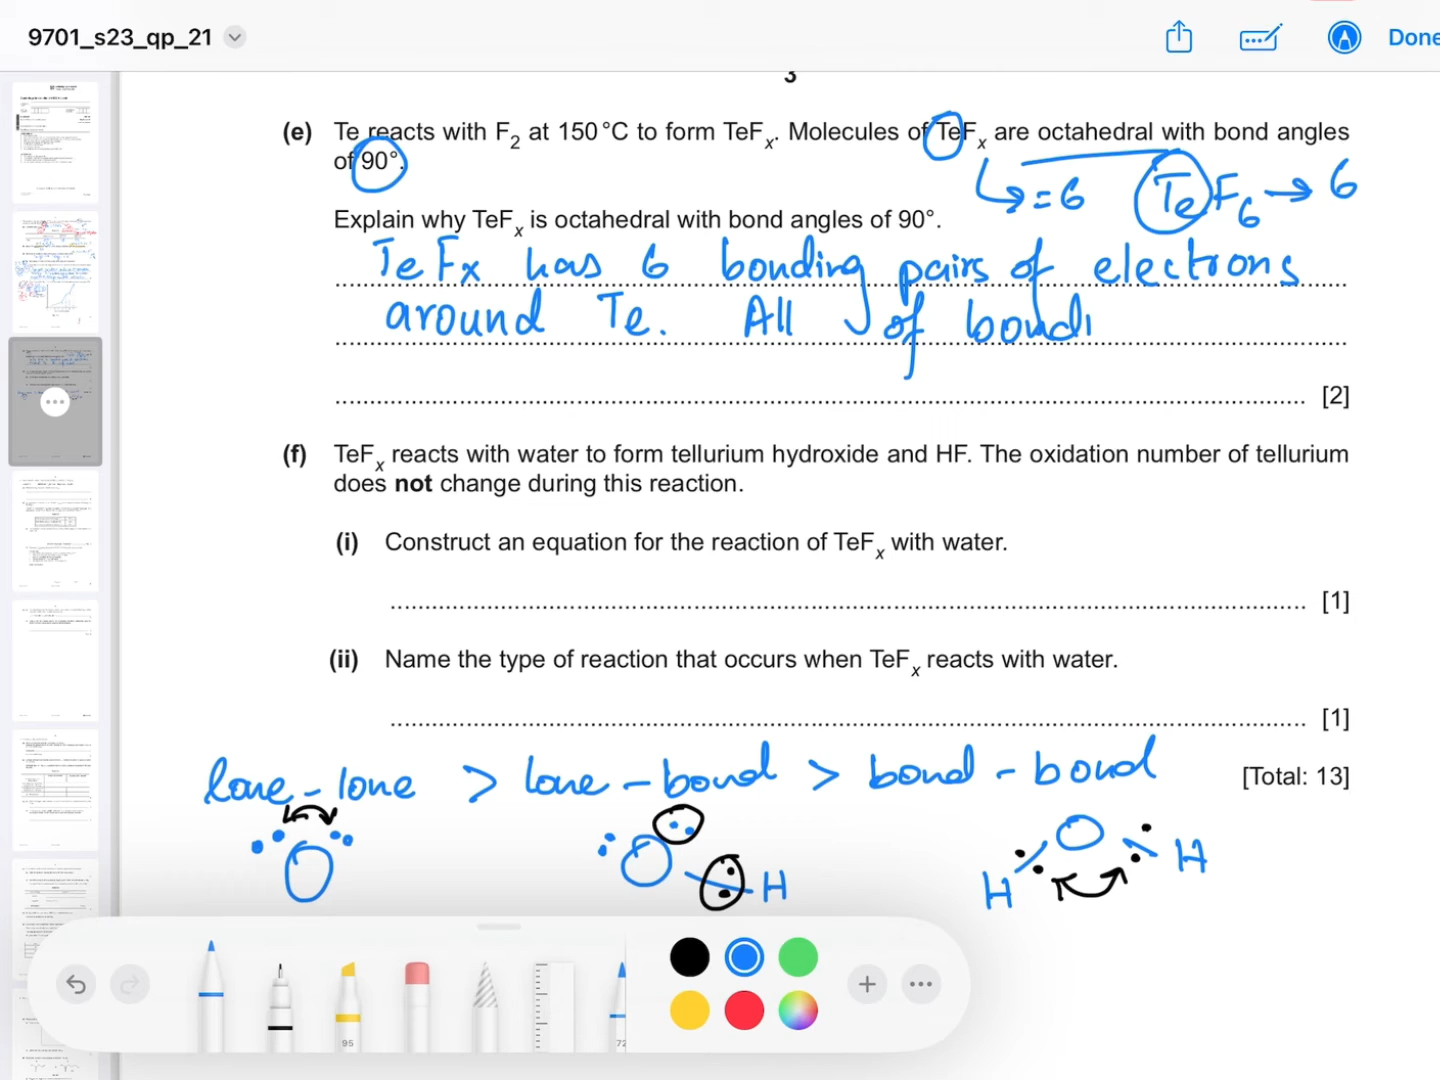 9701_s23_qp_21
Done
3
(e) Te reacts with F2 at 150 °C to form TeFx. Molecules of TeFx are octahedral with bond angles
of 90°.
= 6 TeF6 → 6
Explain why TeFx is octahedral with bond angles of 90°.
TeFx has 6 bonding pairs of electrons
around Te. All of bondi
[2]
(f) TeFx reacts with water to form tellurium hydroxide and HF. The oxidation number of tellurium
does not change during this reaction.
(i) Construct an equation for the reaction of TeFx with water.
[1]
(ii) Name the type of reaction that occurs when TeFx reacts with water.
[1]
lone - lone > lone - bond > bond - bond
[Total: 13]
O O H H O H
95
72